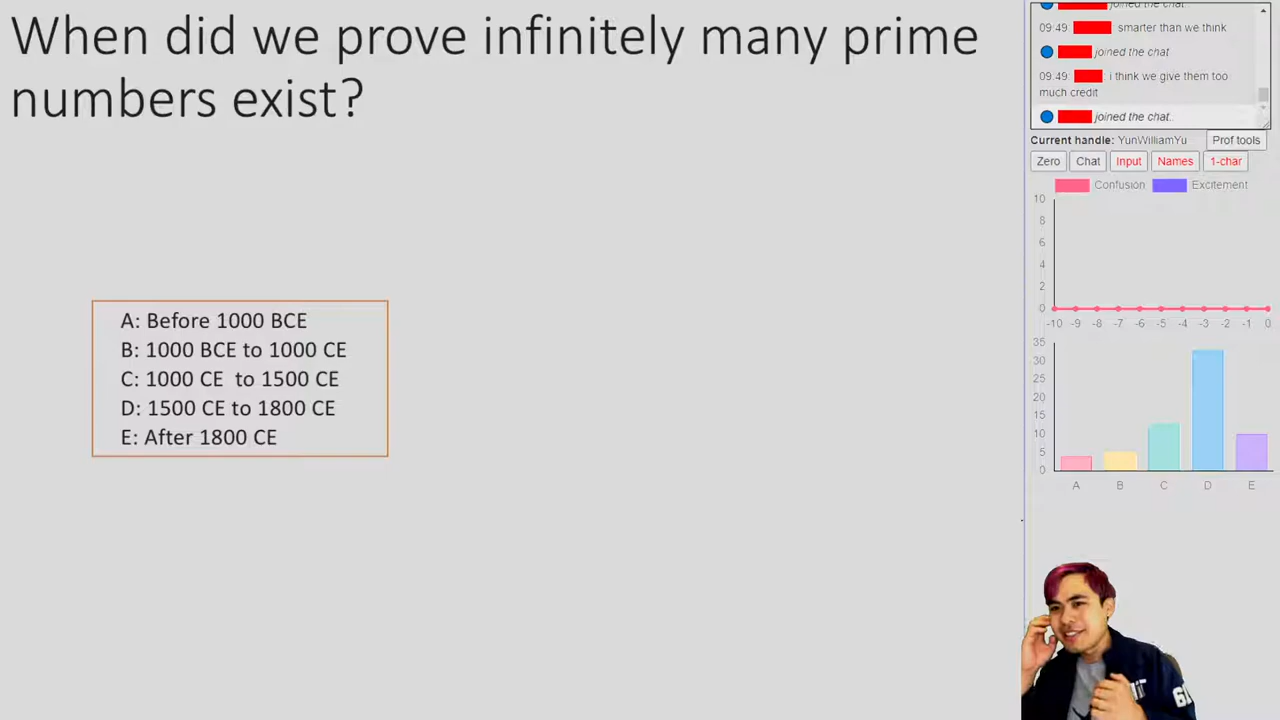 When did we prove infinitely many prime
numbers exist?
A: Before 1000 BCE
B: 1000 BCE to 1000 CE
C: 1000 CE to 1500 CE
D: 1500 CE to 1800 CE
E: After 1800 CE
joined the chat..
09:49: smarter than we think
joined the chat
09:49: : i think we give them too
much credit
joined the chat..
Current handle: YunWilliamYu Prof tools
Zero Chat Input Names 1-char
Confusion Excitement
10
8
6
4
2
0
-10 -9 -8 -7 -6 -5 -4 -3 -2 -1 0
35
30
25
20
15
10
5
0
A B C D E